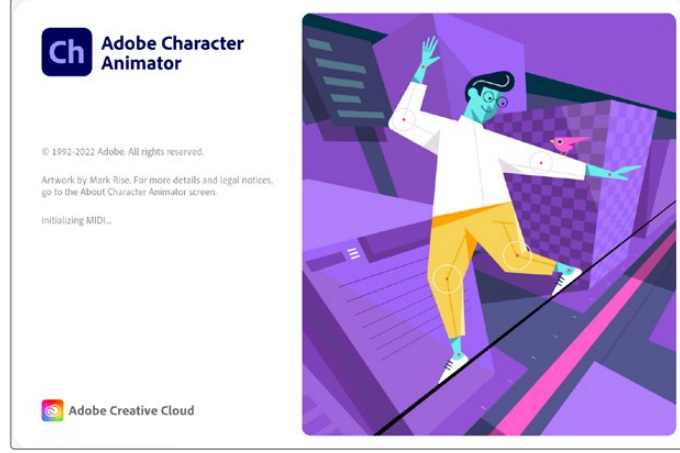 Ch
Adobe Character
Animator
© 1992-2022 Adobe. All rights reserved.
Artwork by Mark Rise. For more details and legal notices,
go to the About Character Animator screen.
Initializing MIDI...
Adobe Creative Cloud